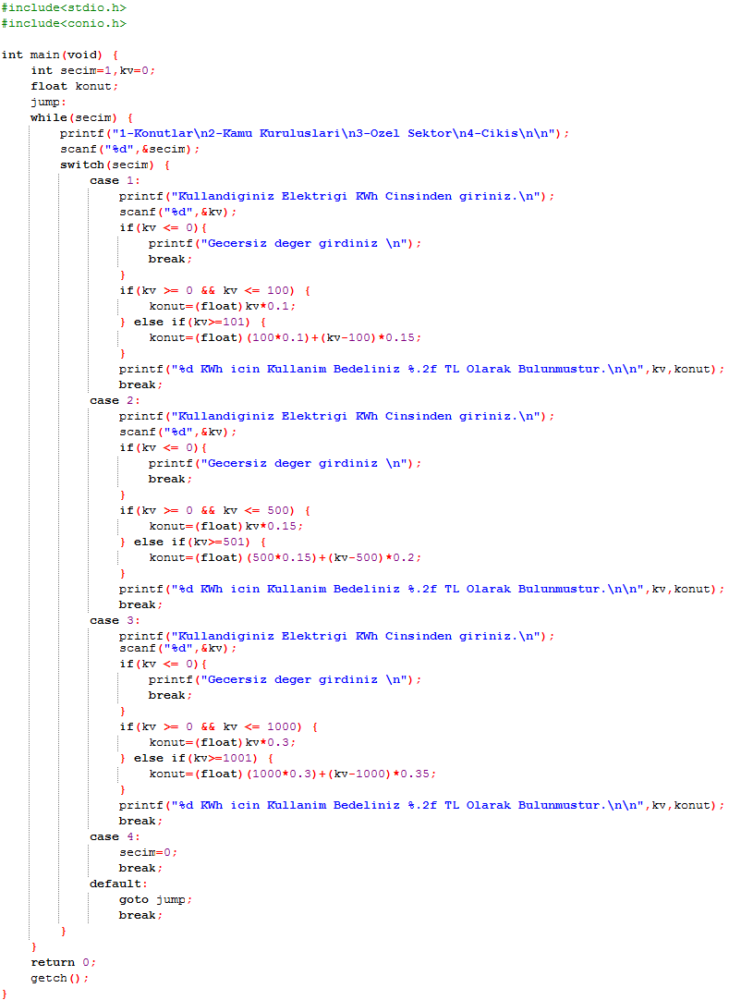 #include<stdio.h>
#include<conio.h>

int main(void) {
    int secim=1,kv=0;
    float konut;
    jump:
    while(secim) {
        printf("1-Konutlar\n2-Kamu Kuruluslari\n3-Ozel Sektor\n4-Cikis\n\n");
        scanf("%d",&secim);
        switch(secim) {
            case 1:
                printf("Kullandiginiz Elektrigi KWh Cinsinden giriniz.\n");
                scanf("%d",&kv);
                if(kv <= 0){
                    printf("Gecersiz deger girdiniz \n");
                    break;
                }
                if(kv >= 0 && kv <= 100) {
                    konut=(float)kv*0.1;
                } else if(kv>=101) {
                    konut=(float)(100*0.1)+(kv-100)*0.15;
                }
                printf("%d KWh icin Kullanim Bedeliniz %.2f TL Olarak Bulunmustur.\n\n",kv,konut);
                break;
            case 2:
                printf("Kullandiginiz Elektrigi KWh Cinsinden giriniz.\n");
                scanf("%d",&kv);
                if(kv <= 0){
                    printf("Gecersiz deger girdiniz \n");
                    break;
                }
                if(kv >= 0 && kv <= 500) {
                    konut=(float)kv*0.15;
                } else if(kv>=501) {
                    konut=(float)(500*0.15)+(kv-500)*0.2;
                }
                printf("%d KWh icin Kullanim Bedeliniz %.2f TL Olarak Bulunmustur.\n\n",kv,konut);
                break;
            case 3:
                printf("Kullandiginiz Elektrigi KWh Cinsinden giriniz.\n");
                scanf("%d",&kv);
                if(kv <= 0){
                    printf("Gecersiz deger girdiniz \n");
                    break;
                }
                if(kv >= 0 && kv <= 1000) {
                    konut=(float)kv*0.3;
                } else if(kv>=1001) {
                    konut=(float)(1000*0.3)+(kv-1000)*0.35;
                }
                printf("%d KWh icin Kullanim Bedeliniz %.2f TL Olarak Bulunmustur.\n\n",kv,konut);
                break;
            case 4:
                secim=0;
                break;
            default:
                goto jump;
                break;
        }
    }
    return 0;
    getch();
}